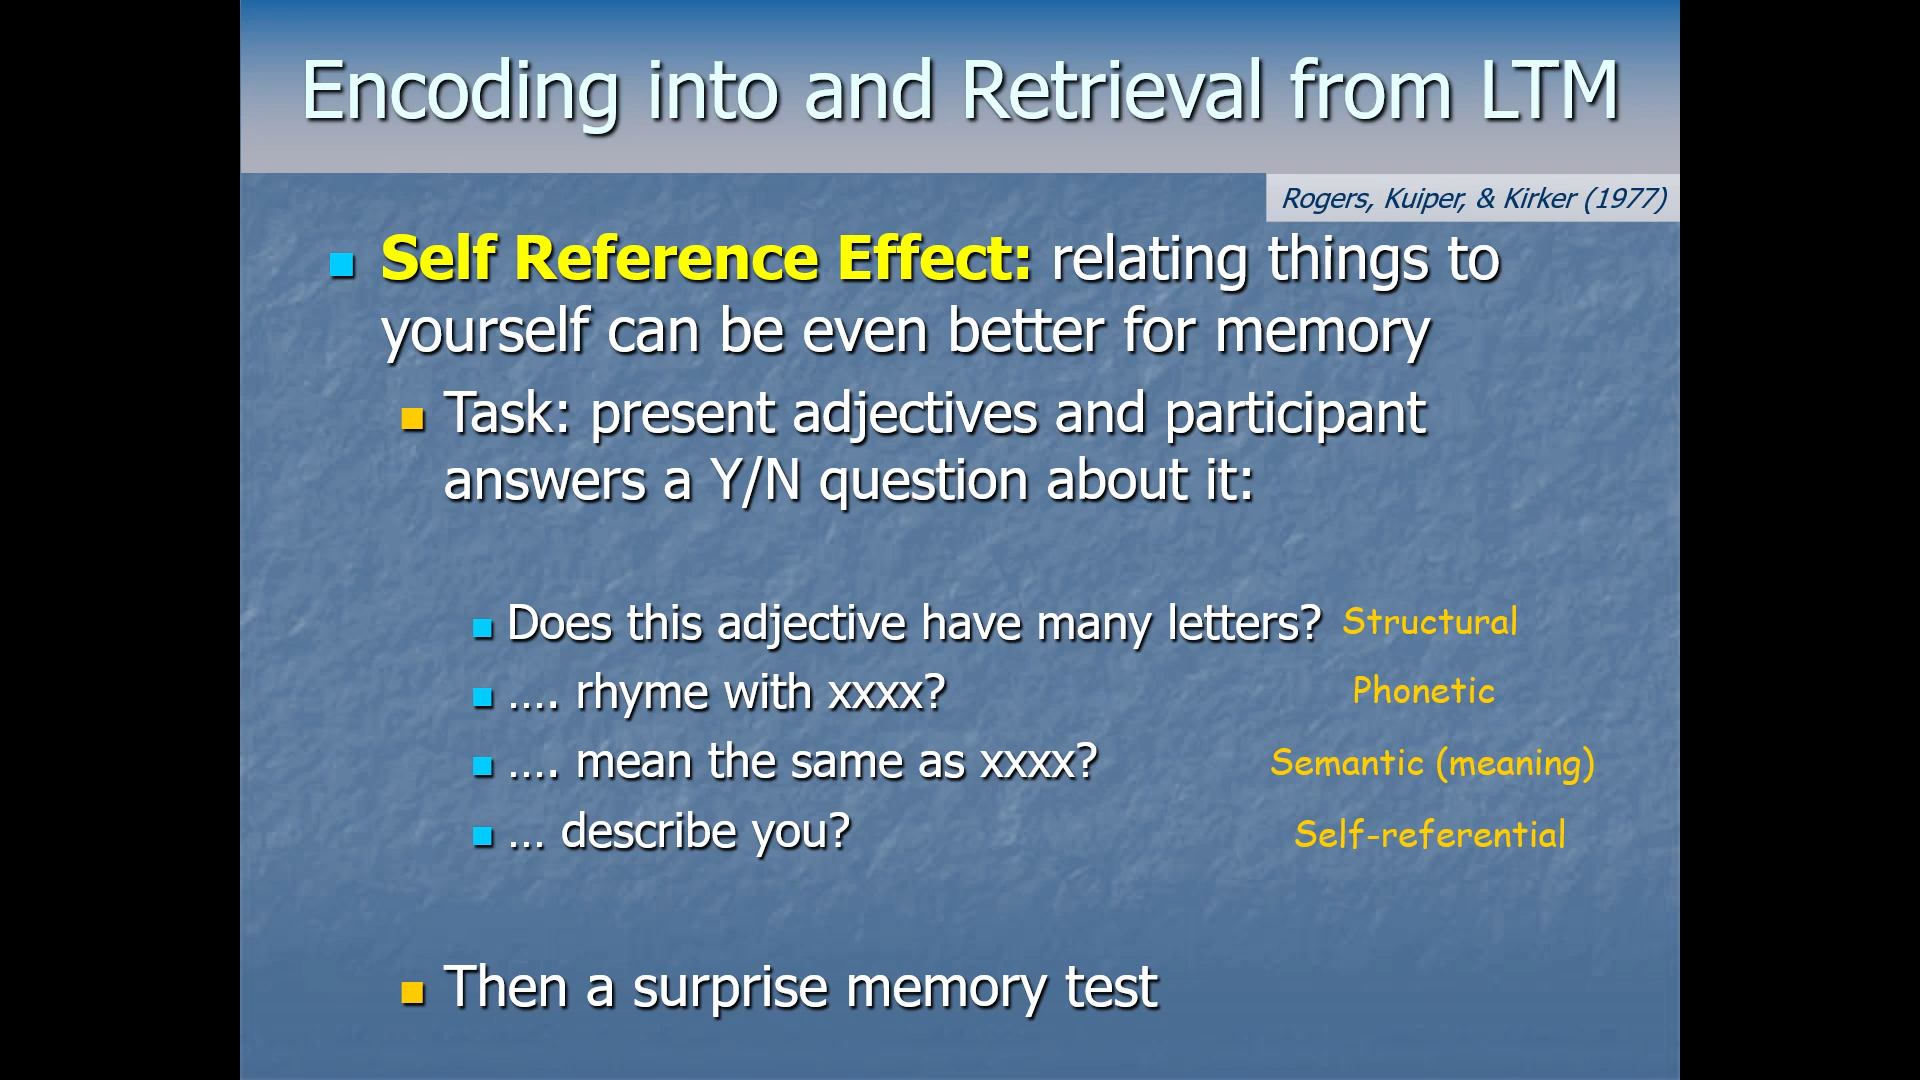 Encoding into and Retrieval from LTM
Rogers, Kuiper, & Kirker (1977)
Self Reference Effect: relating things to
yourself can be even better for memory
Task: present adjectives and participant
answers a Y/N question about it:
Does this adjective have many letters? Structural
.... rhyme with xxxx? Phonetic
.... mean the same as xxxx? Semantic (meaning)
... describe you? Self-referential
Then a surprise memory test